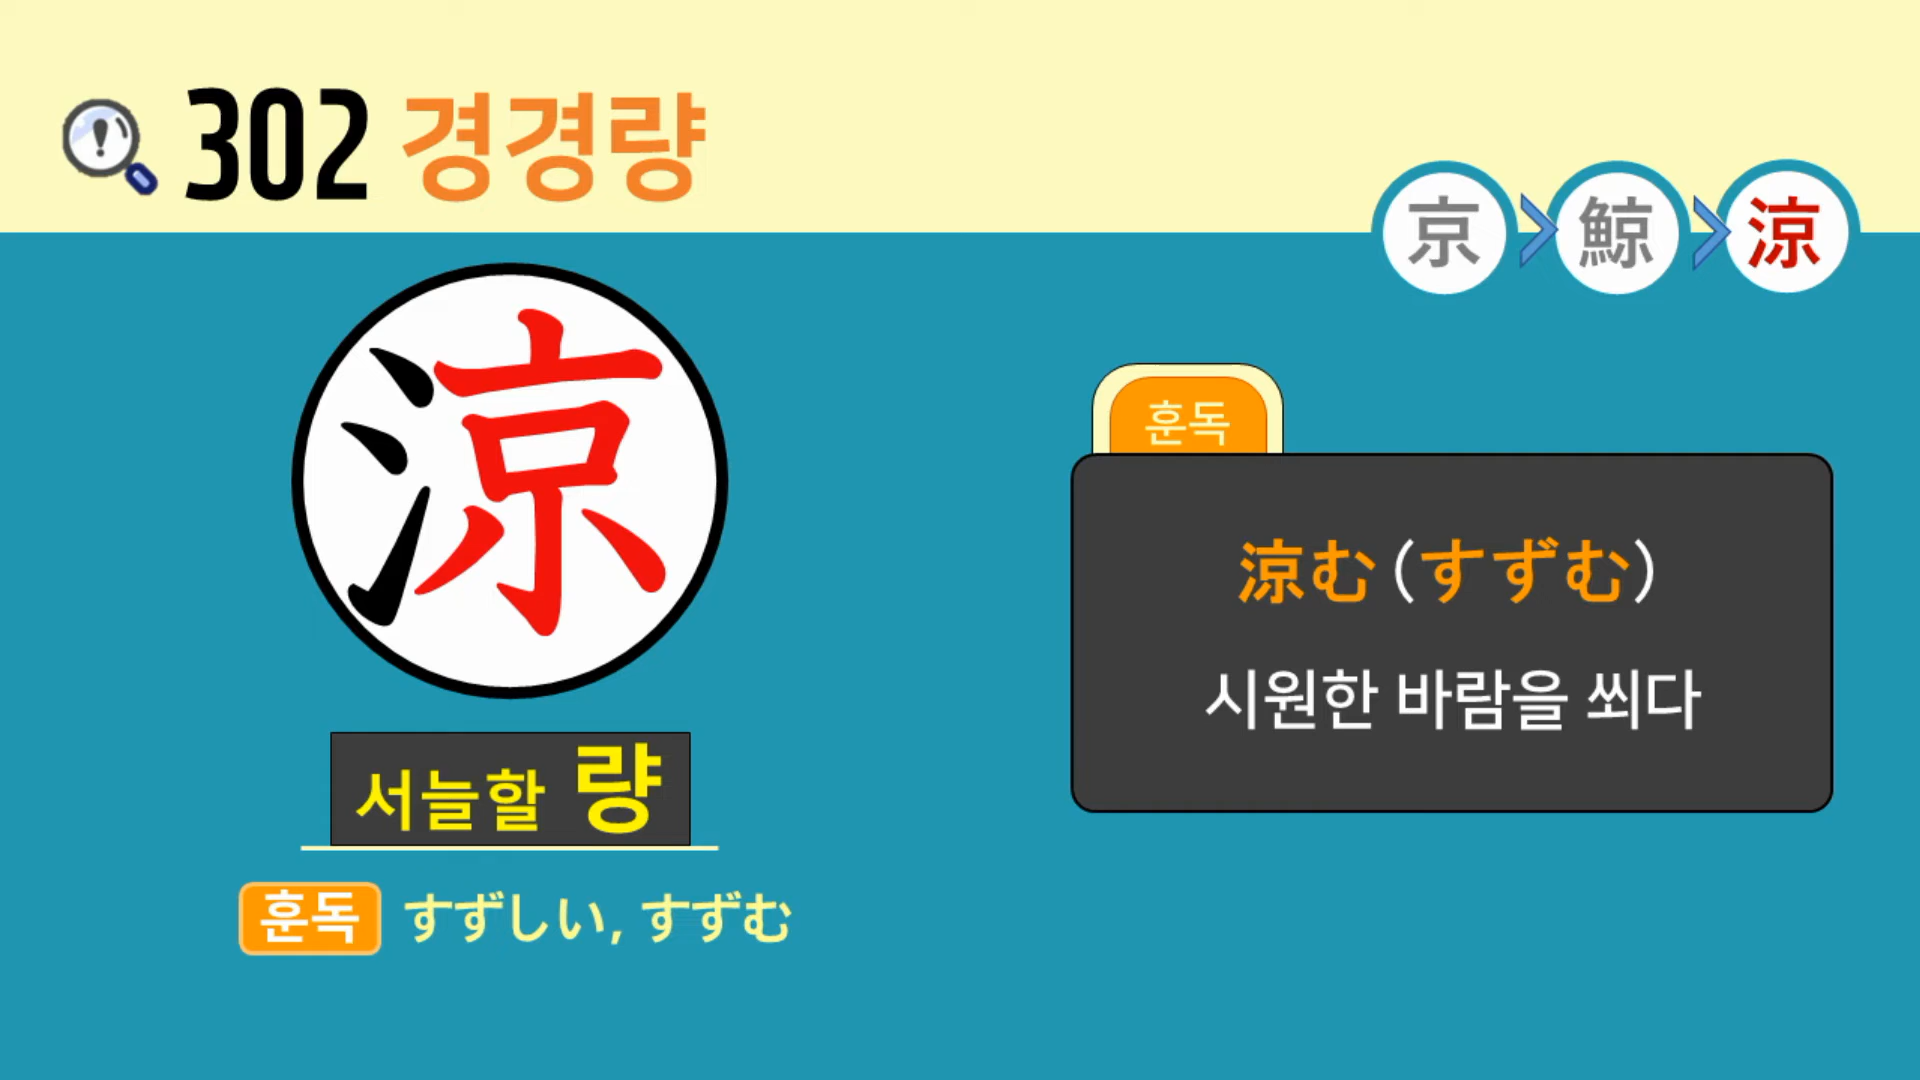 302 경경량
京 鯨 涼
涼
서늘할 량
훈독 すずしい, すずむ
훈독
涼む (すずむ)
시원한 바람을 쐬다